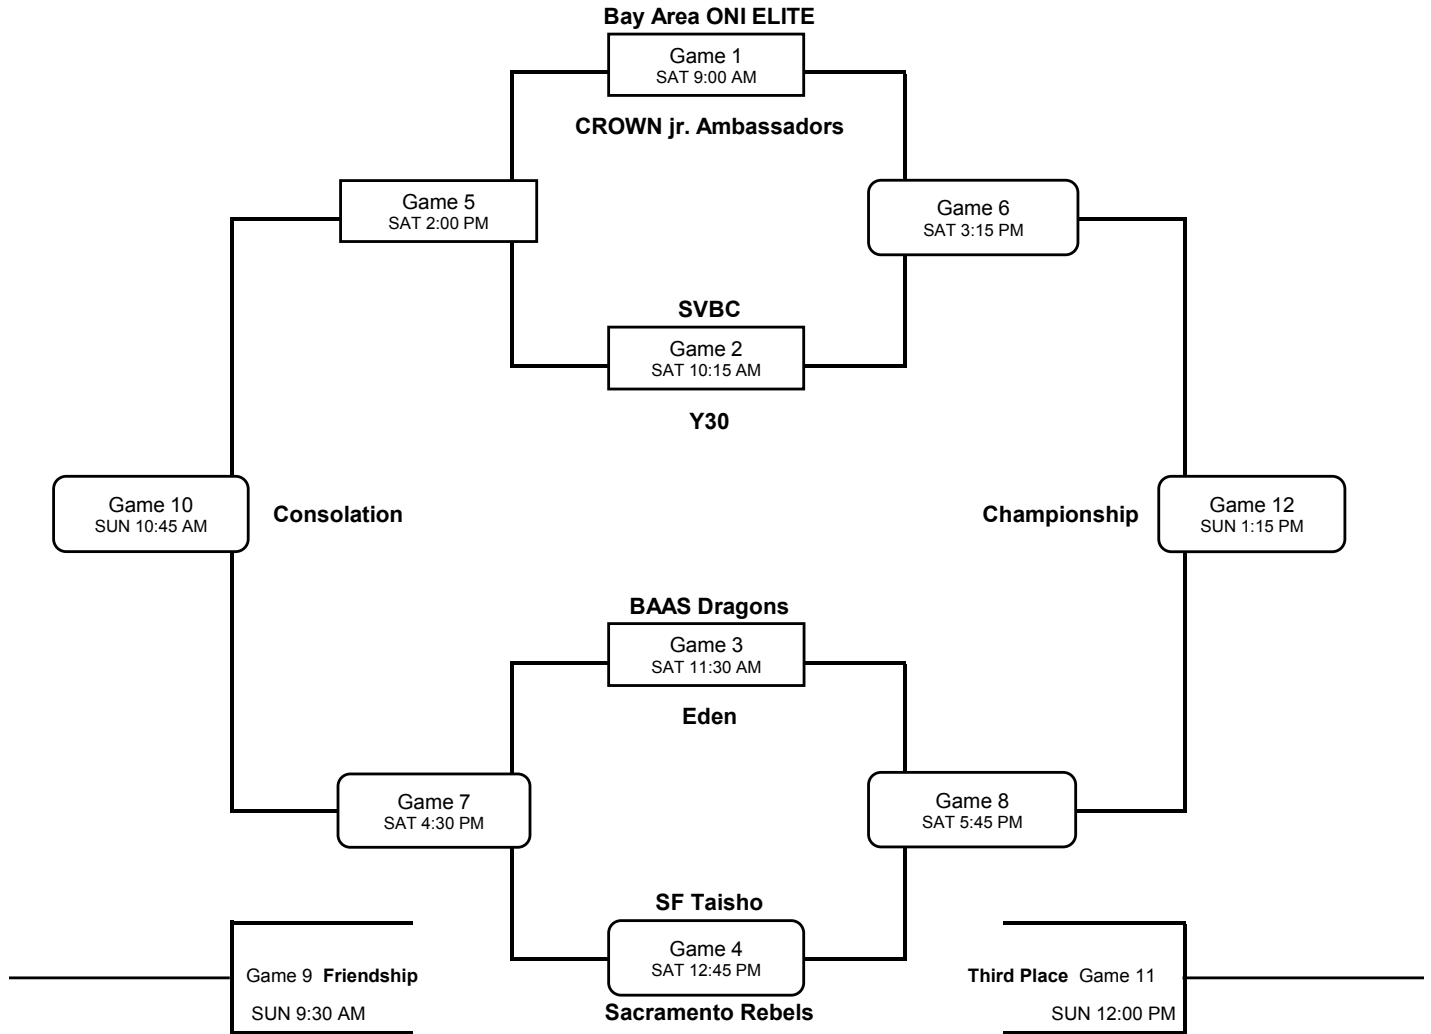 Bay Area ONI ELITE
Game 1
SAT 9:00 AM
CROWN jr. Ambassadors
Game 5
SAT 2:00 PM
Game 6
SAT 3:15 PM
SVBC
Game 2
SAT 10:15 AM
Y30
Game 10
SUN 10:45 AM
Consolation
Championship
Game 12
SUN 1:15 PM
BAAS Dragons
Game 3
SAT 11:30 AM
Eden
Game 7
SAT 4:30 PM
Game 8
SAT 5:45 PM
SF Taisho
Game 4
SAT 12:45 PM
Sacramento Rebels
Game 9 Friendship
SUN 9:30 AM
Third Place Game 11
SUN 12:00 PM